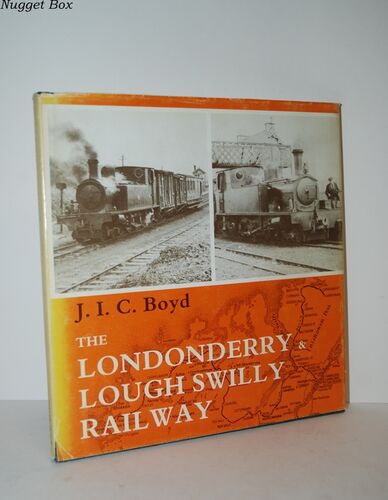 Nugget Box
J. I. C. Boyd
THE
LONDONDERRY &
LOUGH SWILLY
RAILWAY